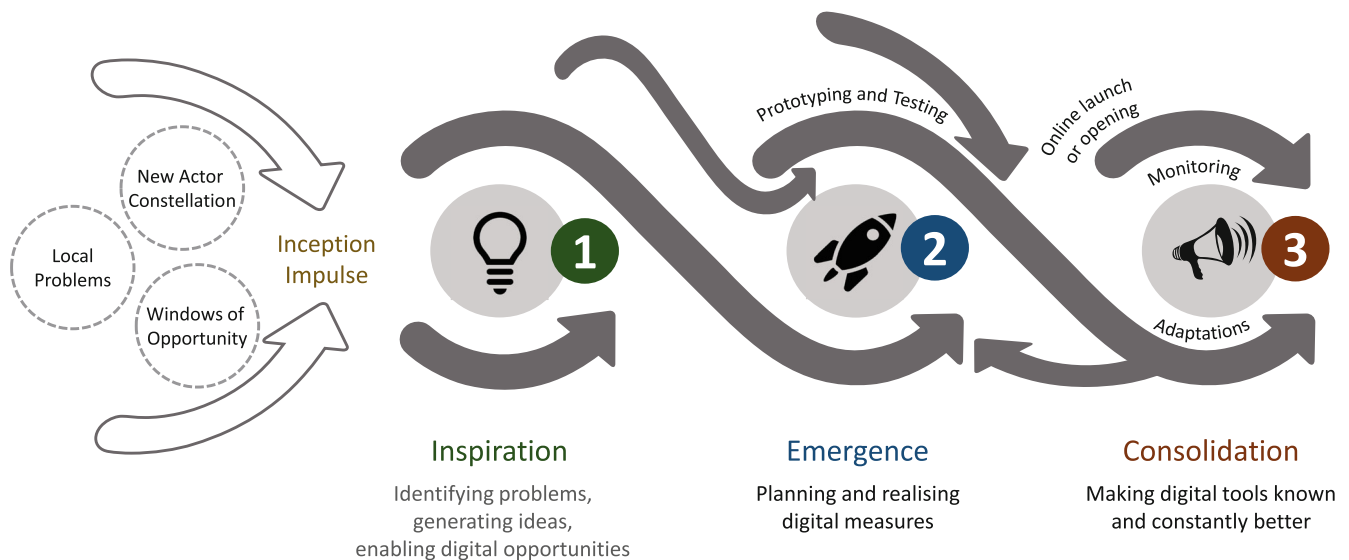 New Actor
Constellation
Local
Problems
Windows of
Opportunity
Inception
Impulse
1
Inspiration
Identifying problems,
generating ideas,
enabling digital opportunities
Prototyping and Testing
2
Emergence
Planning and realising
digital measures
Online launch
or opening
Monitoring
3
Adaptations
Consolidation
Making digital tools known
and constantly better